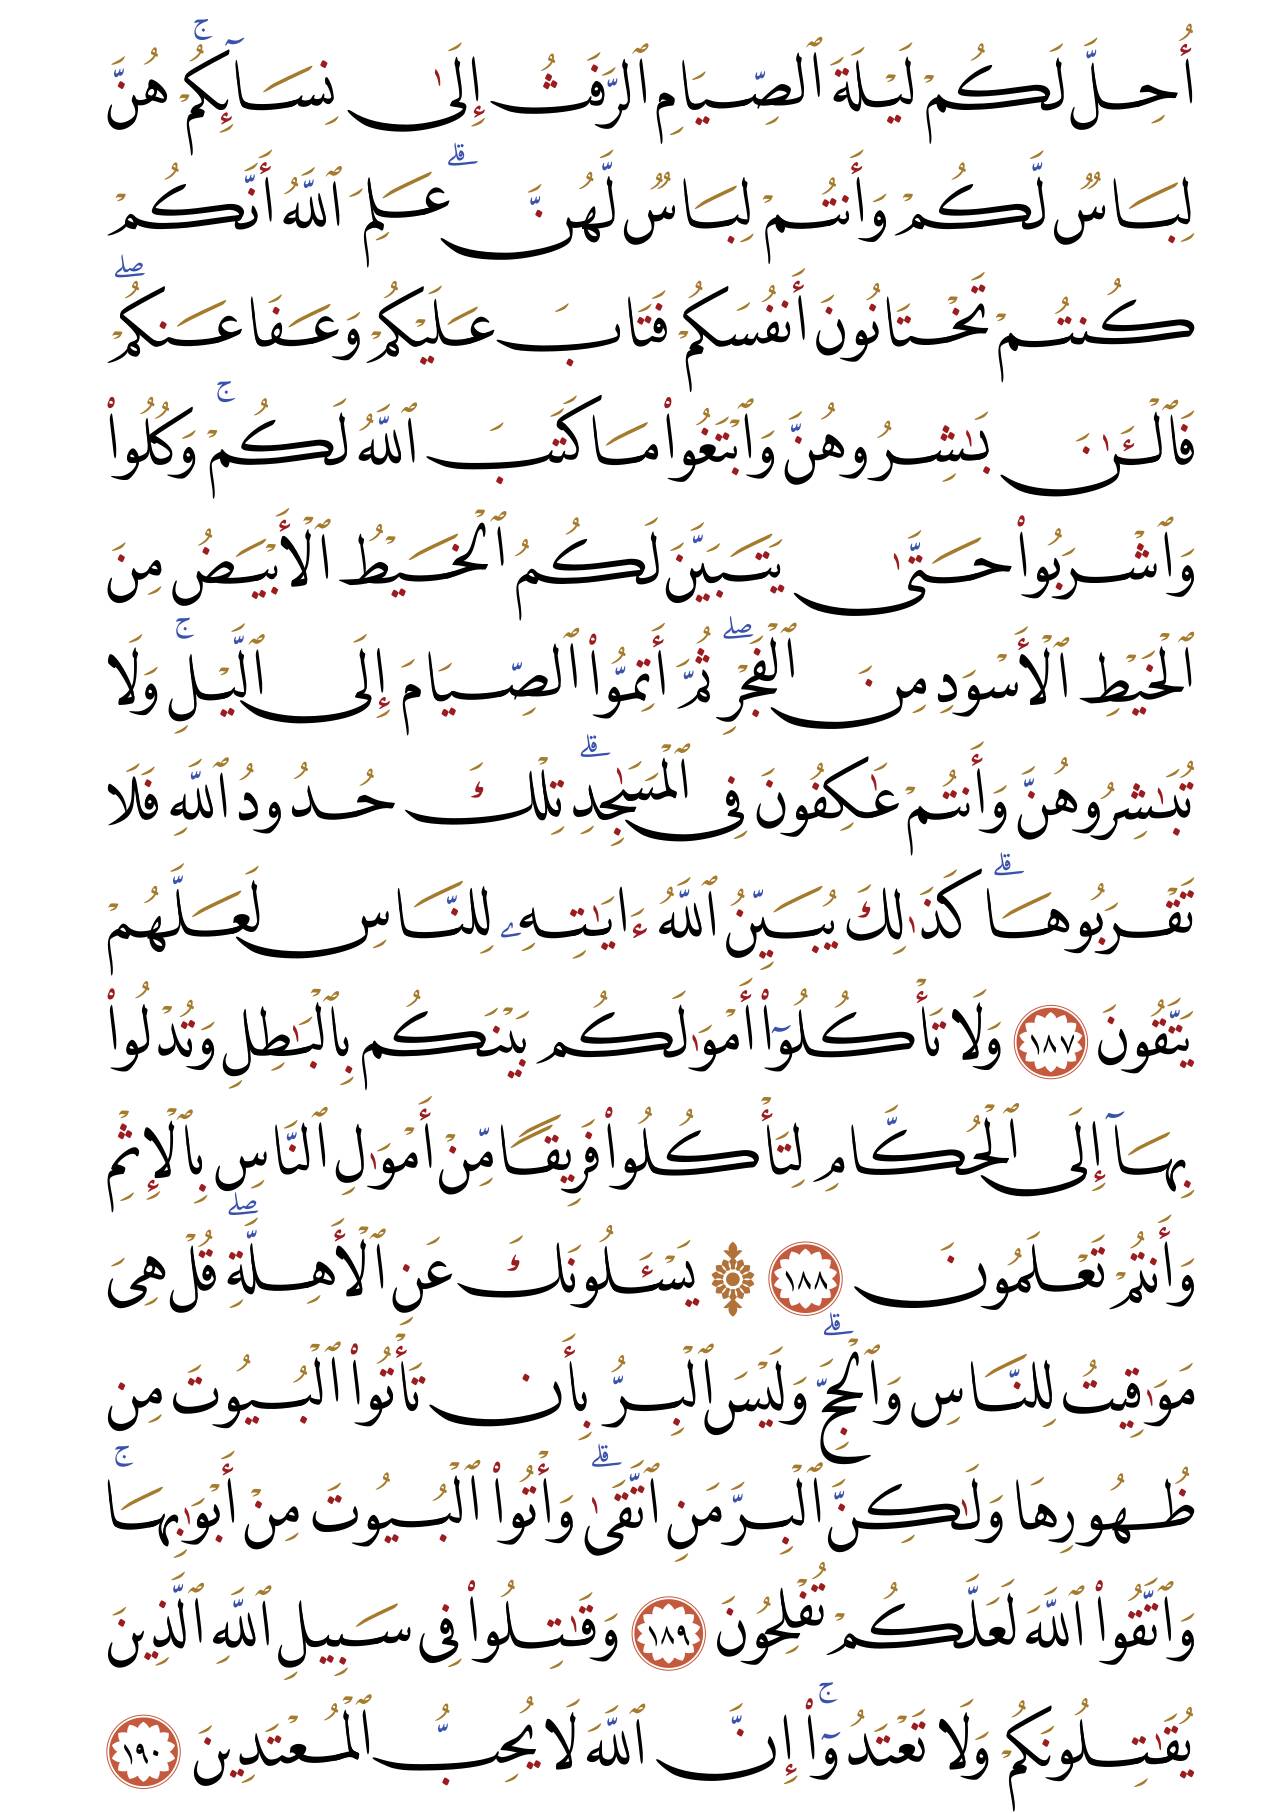 أُحِلَّ لَكُمْ لَيْلَةَ ٱلصِّيَامِ ٱلرَّفَثُ إِلَىٰ نِسَآئِكُمْۚ هُنَّ
لِبَاسٌ لَّكُمْ وَأَنتُمْ لِبَاسٌ لَّهُنَّۗ عَلِمَ ٱللَّهُ أَنَّكُمْ
كُنتُمْ تَخْتَانُونَ أَنفُسَكُمْ فَتَابَ عَلَيْكُمْ وَعَفَا عَنكُمْۖ
فَٱلْـَٔـٰنَ بَـٰشِرُوهُنَّ وَٱبْتَغُوا۟ مَا كَتَبَ ٱللَّهُ لَكُمْۚ وَكُلُوا۟
وَٱشْرَبُوا۟ حَتَّىٰ يَتَبَيَّنَ لَكُمُ ٱلْخَيْطُ ٱلْأَبْيَضُ مِنَ
ٱلْخَيْطِ ٱلْأَسْوَدِ مِنَ ٱلْفَجْرِۖ ثُمَّ أَتِمُّوا۟ ٱلصِّيَامَ إِلَى ٱلَّيْلِۚ وَلَا
تُبَـٰشِرُوهُنَّ وَأَنتُمْ عَـٰكِفُونَ فِى ٱلْمَسَـٰجِدِۗ تِلْكَ حُدُودُ ٱللَّهِ فَلَا
تَقْرَبُوهَاۗ كَذَٰلِكَ يُبَيِّنُ ٱللَّهُ ءَايَـٰتِهِۦ لِلنَّاسِ لَعَلَّهُمْ
يَتَّقُونَ ١٨٧ وَلَا تَأْكُلُوٓا۟ أَمْوَٰلَكُم بَيْنَكُم بِٱلْبَـٰطِلِ وَتُدْلُوا۟
بِهَآ إِلَى ٱلْحُكَّامِ لِتَأْكُلُوا۟ فَرِيقًا مِّنْ أَمْوَٰلِ ٱلنَّاسِ بِٱلْإِثْمِ
وَأَنتُمْ تَعْلَمُونَ ١٨٨ ۞ يَسْـَٔلُونَكَ عَنِ ٱلْأَهِلَّةِۖ قُلْ هِىَ
مَوَٰقِيتُ لِلنَّاسِ وَٱلْحَجِّۗ وَلَيْسَ ٱلْبِرُّ بِأَن تَأْتُوا۟ ٱلْبُيُوتَ مِن
ظُهُورِهَا وَلَـٰكِنَّ ٱلْبِرَّ مَنِ ٱتَّقَىٰۗ وَأْتُوا۟ ٱلْبُيُوتَ مِنْ أَبْوَٰبِهَاۚ
وَٱتَّقُوا۟ ٱللَّهَ لَعَلَّكُمْ تُفْلِحُونَ ١٨٩ وَقَـٰتِلُوا۟ فِى سَبِيلِ ٱللَّهِ ٱلَّذِينَ
يُقَـٰتِلُونَكُمْ وَلَا تَعْتَدُوٓا۟ۚ إِنَّ ٱللَّهَ لَا يُحِبُّ ٱلْمُعْتَدِينَ ١٩٠